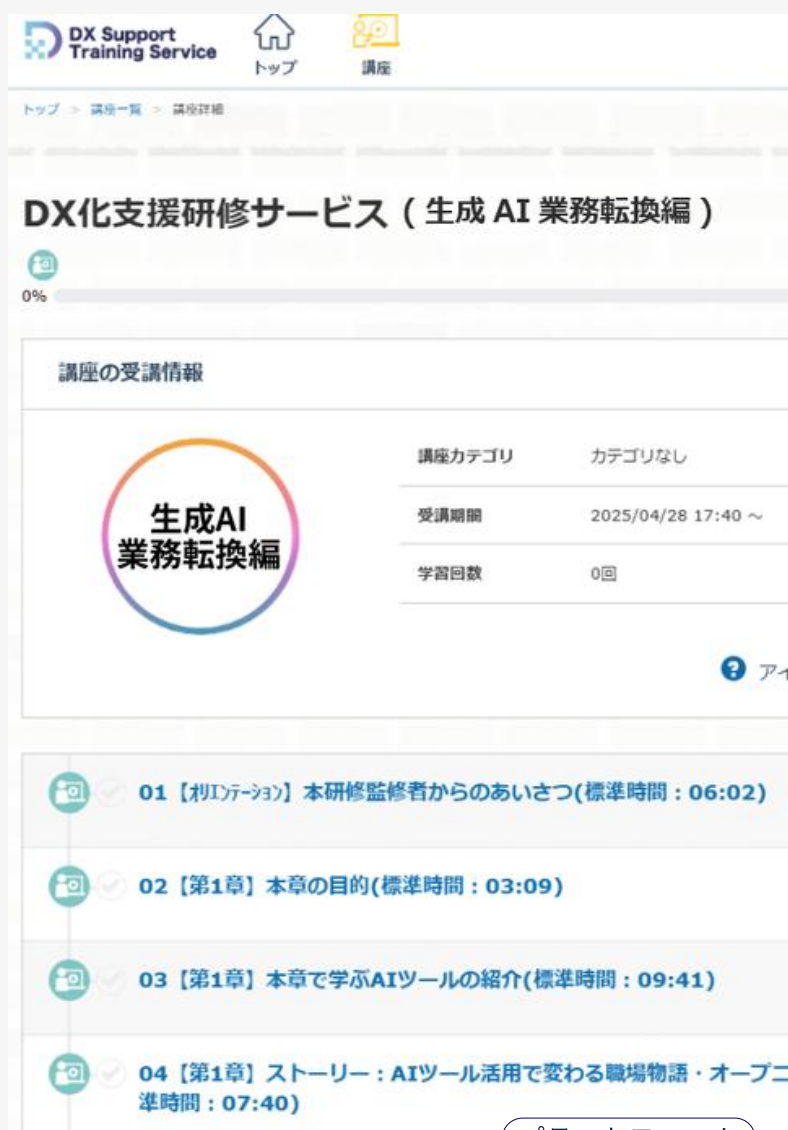 DX Support
Training Service
トップ
講座
トップ > 講座一覧 > 講座詳細
DX化支援研修サービス ( 生成 AI 業務転換編 )
0%
講座の受講情報
生成AI
業務転換編
講座カテゴリ カテゴリなし
受講期間 2025/04/28 17:40 ～
学習回数 0回
? アイ
01【ｵﾘｴﾝﾃｰｼｮﾝ】本研修監修者からのあいさつ(標準時間：06:02)
02【第1章】本章の目的(標準時間：03:09)
03【第1章】本章で学ぶAIツールの紹介(標準時間：09:41)
04【第1章】ストーリー：AIツール活用で変わる職場物語・オープニ
準時間：07:40)